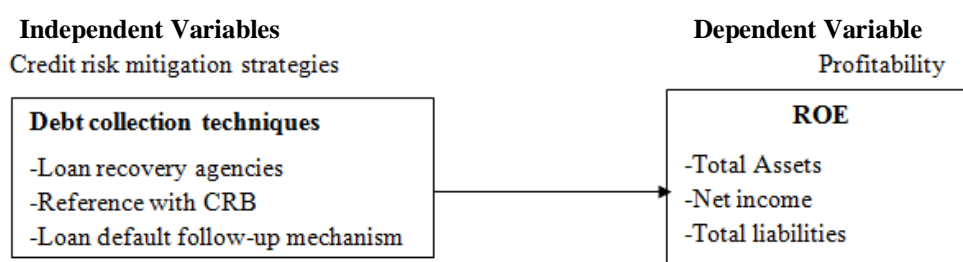 Independent Variables
Credit risk mitigation strategies
Debt collection techniques
-Loan recovery agencies
-Reference with CRB
-Loan default follow-up mechanism
Dependent Variable
Profitability
ROE
-Total Assets
-Net income
-Total liabilities